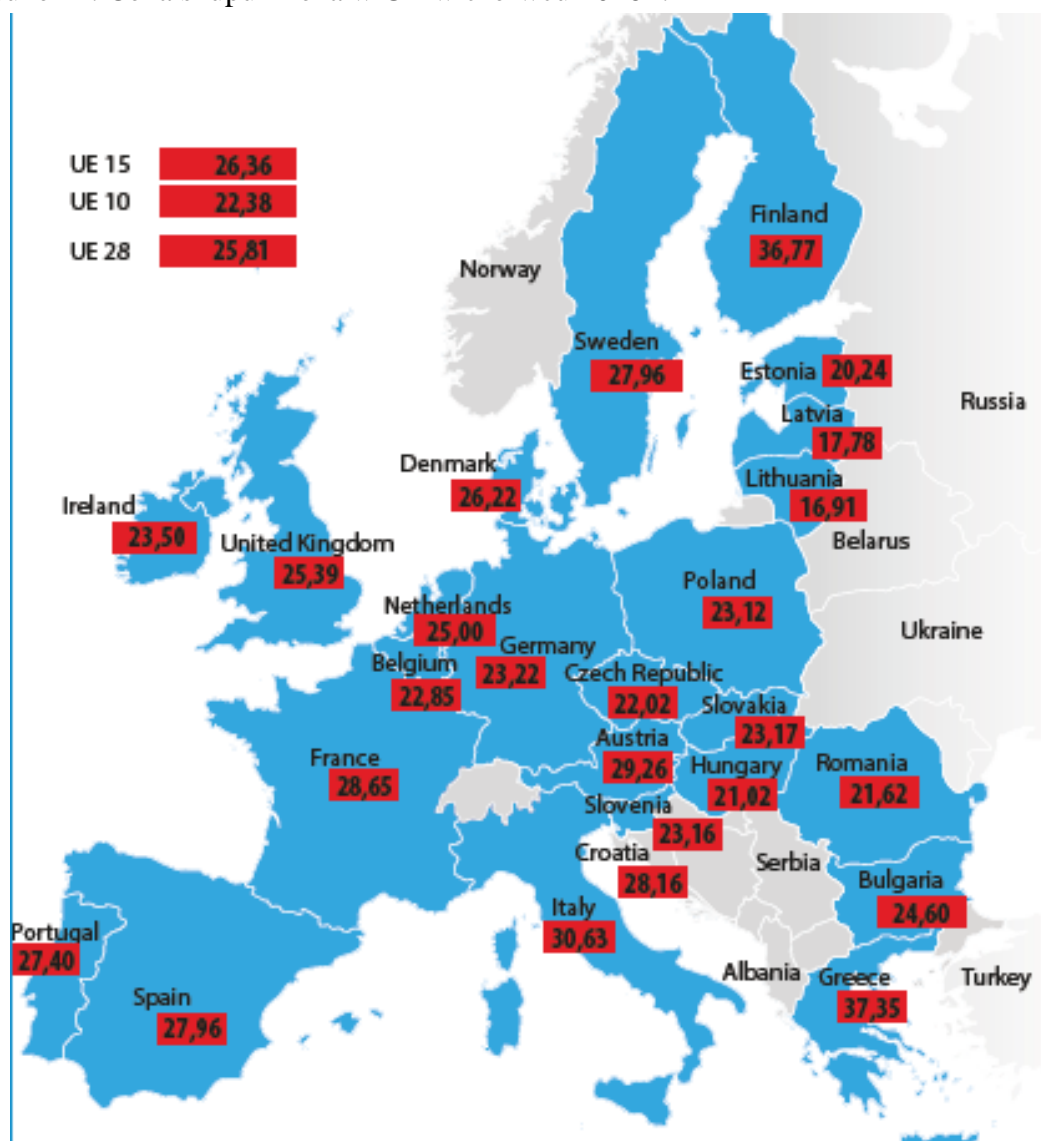 UE 15 26,36
UE 10 22,38
UE 28 25,81
Finland
36,77
Norway
Sweden
27,96
Estonia 20,24
Russia
Latvia
17,78
Denmark
26,22
Lithuania
16,91
Ireland
23,50
United Kingdom
25,39
Belarus
Poland
23,12
Netherlands
25,00
Ukraine
Germany
23,22
Belgium
22,85
Czech Republic
22,02
Slovakia
23,17
Austria
29,26
France
28,65
Hungary
21,02
Romania
21,62
Slovenia
23,16
Croatia
28,16
Serbia
Bulgaria
24,60
Italy
30,63
Portugal
27,40
Albania
Greece
37,35
Turkey
Spain
27,96